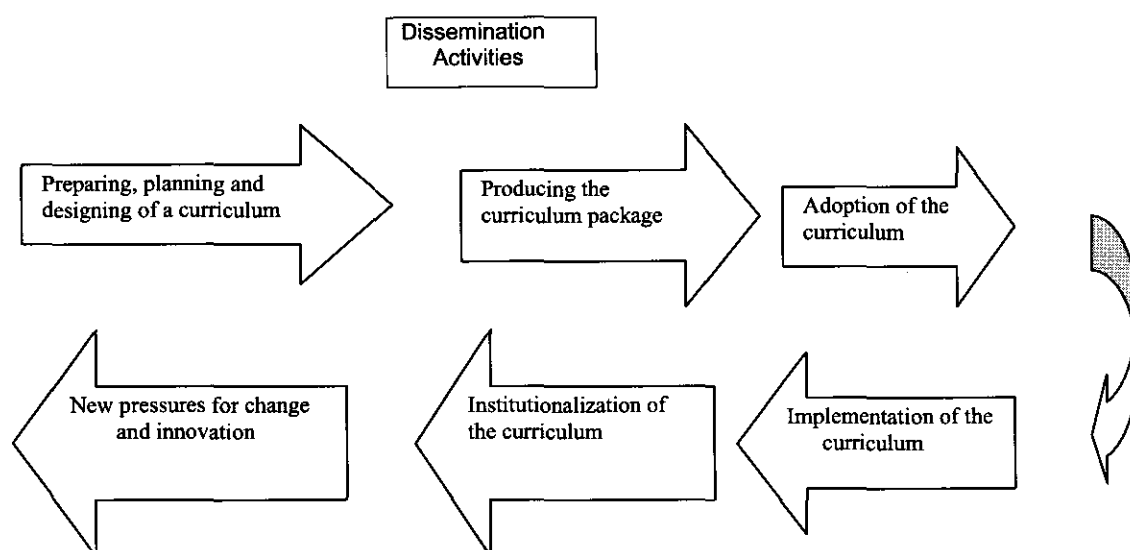 Dissemination
Activities
Preparing, planning and
designing of a curriculum
Producing the
curriculum package
Adoption of the
curriculum
New pressures for change
and innovation
Institutionalization of
the curriculum
Implementation of the
curriculum